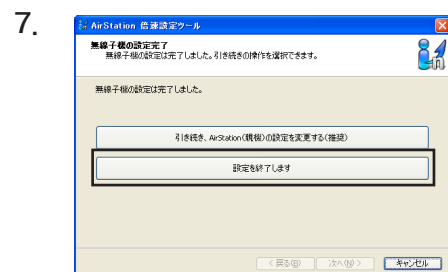 7.
AirStation 倍速設定ツール
無線子機の設定完了
無線子機の設定は完了しました。引き続きの操作を選択できます。
無線子機の設定は完了しました。
引き続き、AirStation(親機)の設定を変更する(推奨)
設定を終了します
< 戻る(B) 次へ(N) > キャンセル